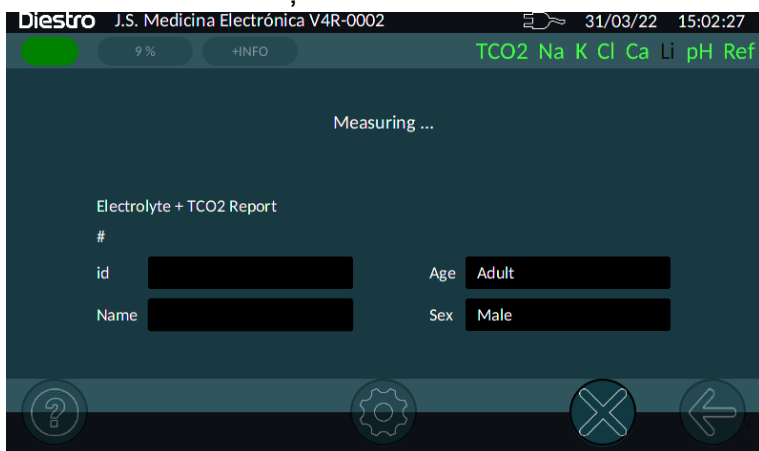 Diestro J.S. Medicina Electrónica V4R-0002 31/03/22 15:02:27
9 % +INFO TCO2 Na K Cl Ca Li pH Ref
Measuring ...
Electrolyte + TCO2 Report
#
id Age Adult
Name Sex Male
?